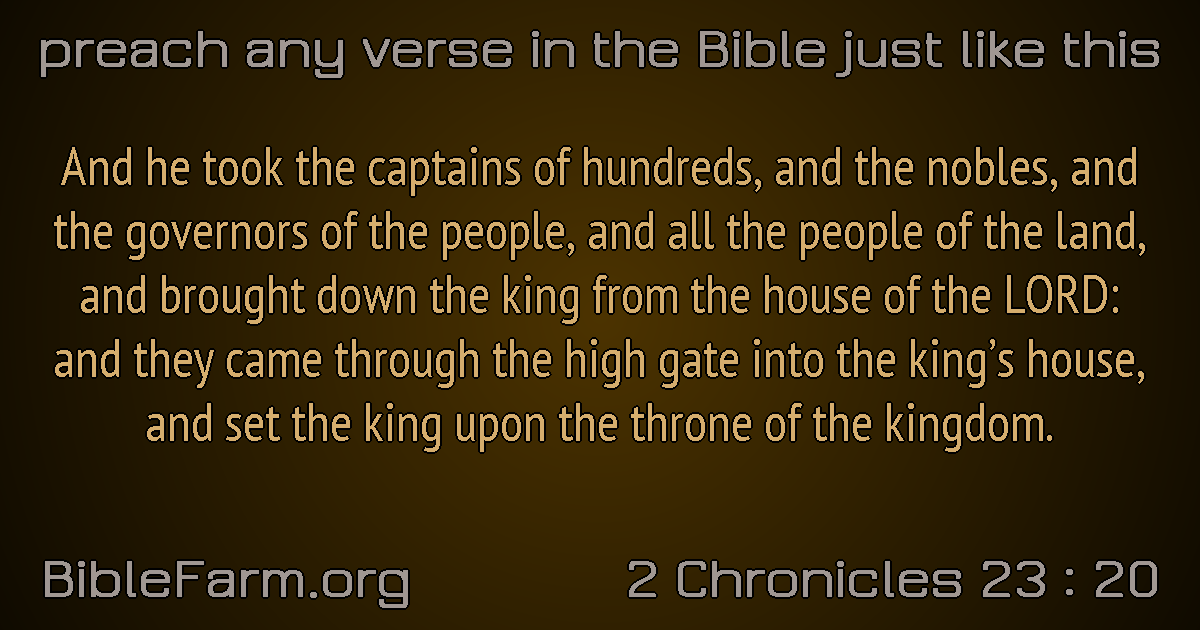 preach any verse in the Bible just like this
And he took the captains of hundreds, and the nobles, and
the governors of the people, and all the people of the land,
and brought down the king from the house of the LORD:
and they came through the high gate into the king’s house,
and set the king upon the throne of the kingdom.
BibleFarm.org
2 Chronicles 23 : 20